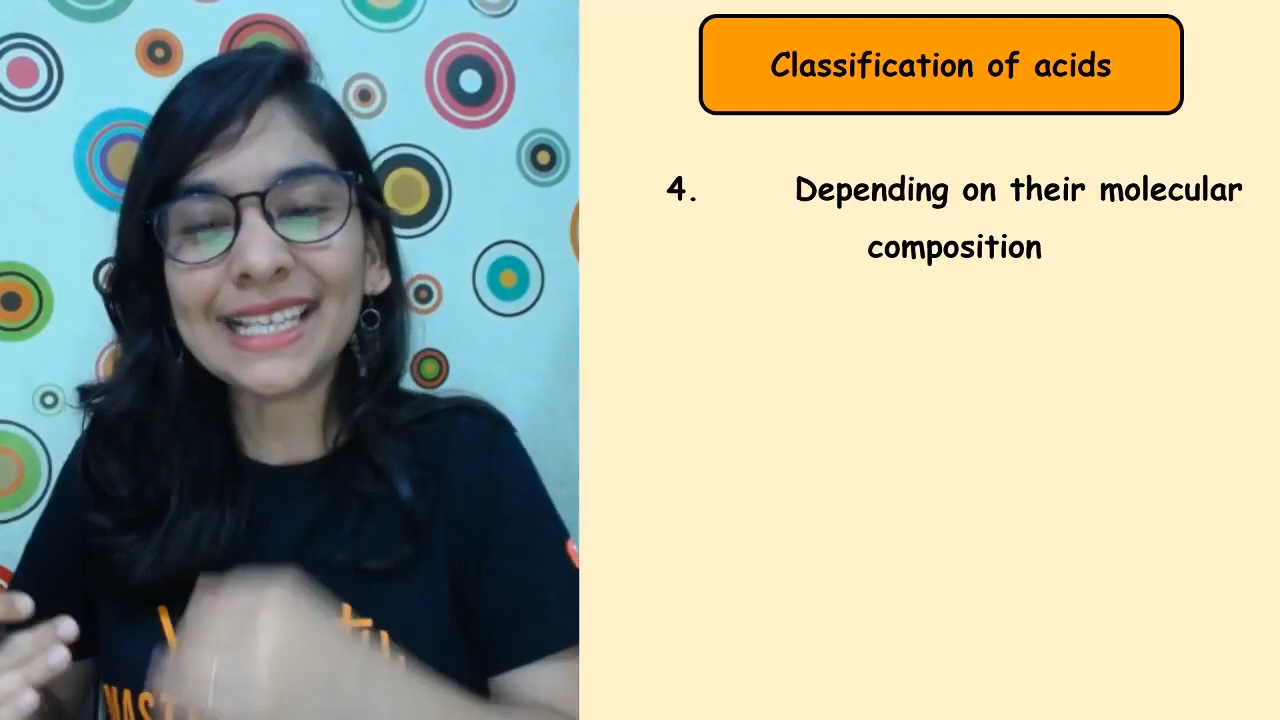 Classification of acids
4. Depending on their molecular
composition